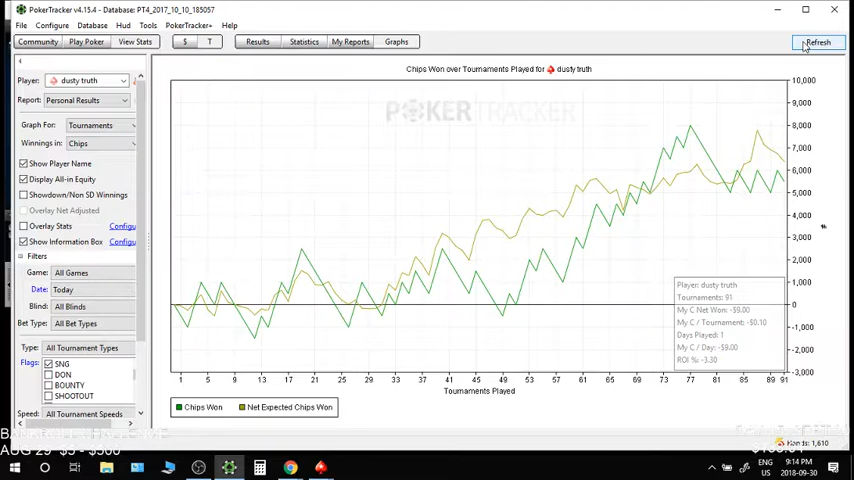 PokerTracker v4.15.4 - Database: PT4_2017_10_10_185057
File Configure Database Hud Tools PokerTracker+ Help
Community Play Poker View Stats $ T Results Statistics My Reports Graphs Refresh
Player: dusty truth
Report: Personal Results
Graph For: Tournaments
Winnings in: Chips
Show Player Name
Display All-in Equity
Showdown/Non SD Winnings
Overlay Net Adjusted
Overlay Stats Configu
Show Information Box Configu
Filters
Game: All Games
Date: Today
Blind: All Blinds
Bet Type: All Bet Types
Type: All Tournament Types
Flags: SNG
DON
BOUNTY
SHOOTOUT
Speed: All Tournament Speeds
Chips Won over Tournaments Played for dusty truth
POKERTRACKER
10,000
9,000
8,000
7,000
6,000
5,000
4,000
3,000
2,000
1,000
0
-1,000
-2,000
-3,000
Player: dusty truth
Tournaments: 91
My C Net Won: -$9.00
My C / Tournament: -$0.10
Days Played: 1
My C / Day: -$9.00
ROI %: -3.30
1 5 9 13 17 21 25 29 33 37 41 45 49 53 57 61 65 69 73 77 81 85 89 91
Tournaments Played
Chips Won Net Expected Chips Won
AUG 29 $5 - $500
Hands: 1,610
ENG
US
9:14 PM
2018-09-30